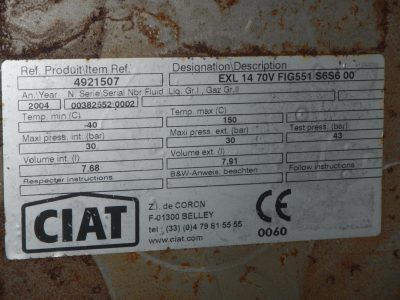 Ref. Produit/Item Ref. Designation/Description
4921507 EXL 14 70V FIG551 S6S6 00
An./Year N. Serie/Serial Nbr Fluid Liq. Gr.I, Gaz Gr.II
2004 00382552 0002
Temp. min (C) Temp. max (C)
-40 150
Maxi press. int. (bar) Maxi press. ext. (bar) Test press. (bar)
30 30 43
Volume int. (l) Volume ext. (l)
7.68 7.91
Respecter instructions B&W-Anweis. beachten Follow instructions
CIAT
Z.I. de CORON
F-01300 BELLEY
tel : (33) (0)4 79 81 55 55
www.ciat.com
CE
0060